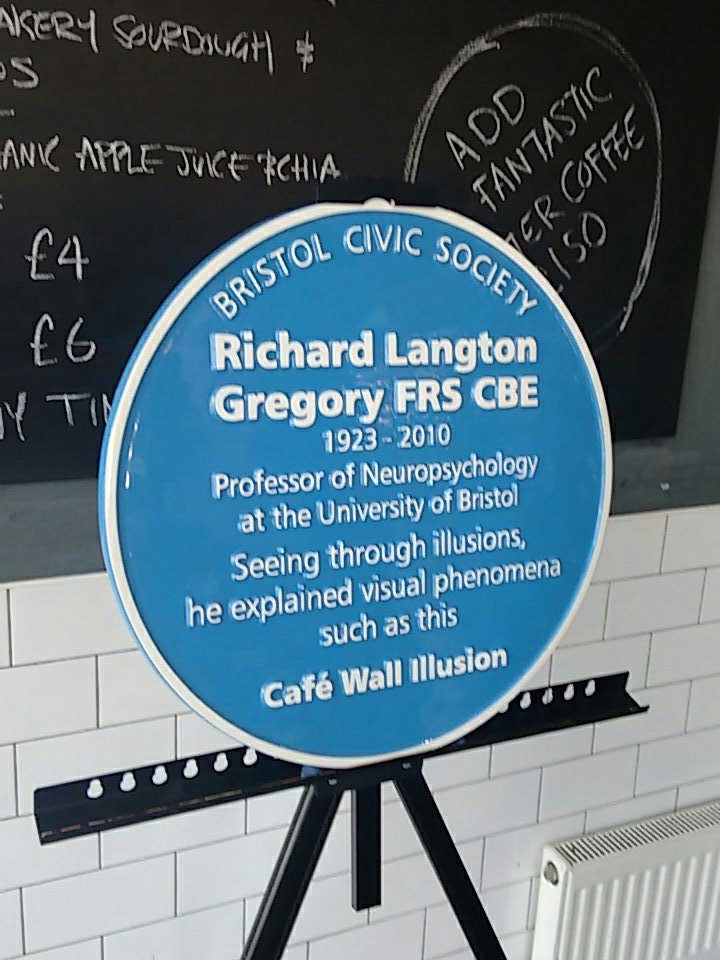 AKERY SOURDOUGH &
ANIC APPLE JUICE & CHIA
£4
£6
ADD
FANTASTIC
COFFEE
BRISTOL CIVIC SOCIETY
Richard Langton
Gregory FRS CBE
1923 - 2010
Professor of Neuropsychology
at the University of Bristol
Seeing through illusions,
he explained visual phenomena
such as this
Café Wall Illusion